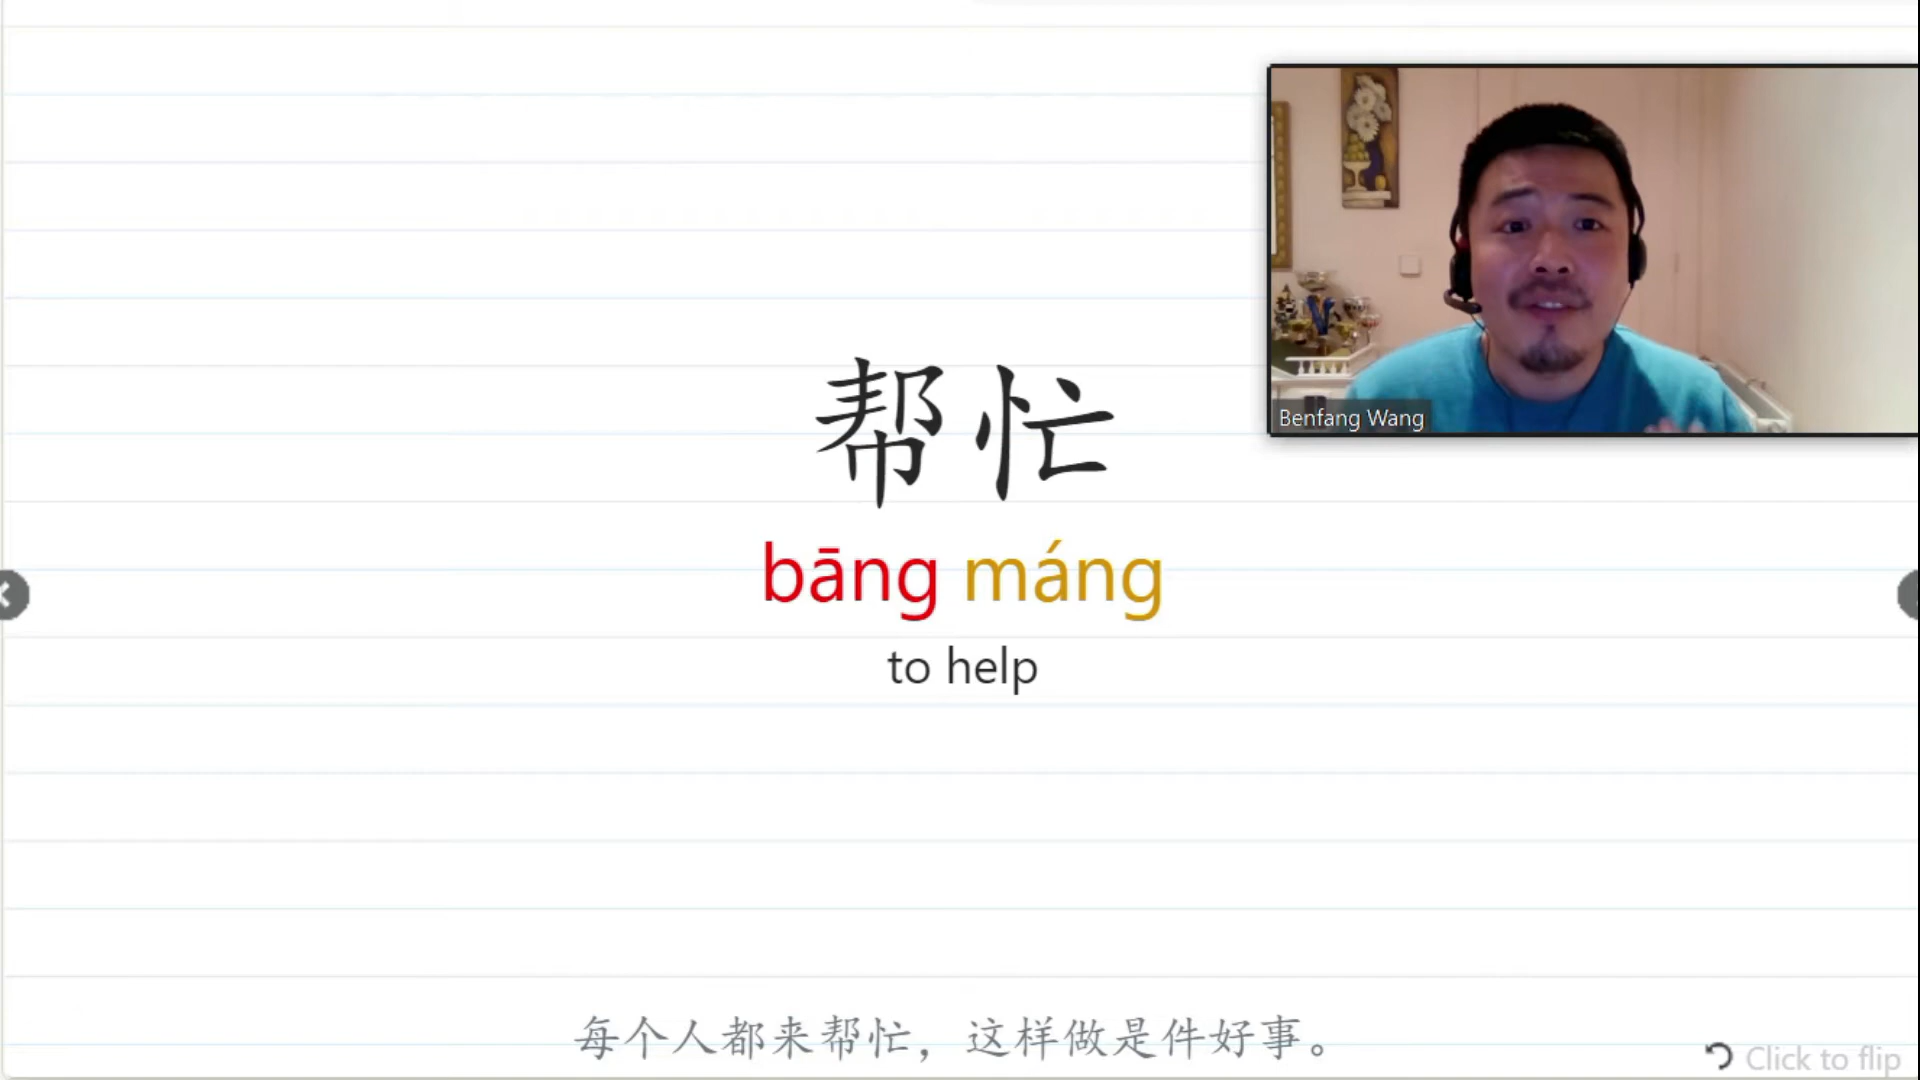 Benfang Wang
帮忙
bāng máng
to help
每个人都来帮忙，这样做是件好事。
Click to flip